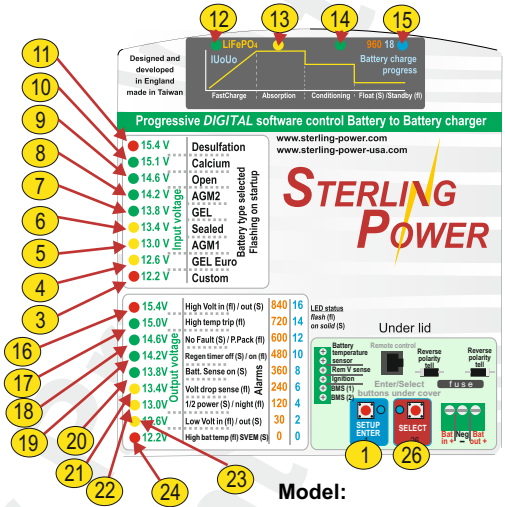 12 13 14 15
LiFePO4 960 18
IUoUo Battery charge
progress
FastCharge Absorption Conditioning Float (S) /Standby (fl)
Designed and
developed
in England
made in Taiwan
Progressive DIGITAL software control Battery to Battery charger
www.sterling-power.com
www.sterling-power-usa.com
STERLING
POWER
11
10
9
8
7
6
5
4
3
15.4 V Desulfation
15.1 V Calcium
14.6 V Open
14.2 V AGM2
13.8 V GEL
13.4 V Sealed
13.0 V AGM1
12.6 V GEL Euro
12.2 V Custom
Input voltage
Battery type selected
Flashing on startup
15.4V High Volt in (fl) / out (S) 840 16
15.0V High temp trip (fl) 720 14
14.6V No Fault (S) / P.Pack (fl) 600 12
14.2V Regen timer off (S) / on (fl) 480 10
13.8V Batt. Sense on (S) 360 8
13.4V Volt drop sense (fl) 240 6
13.0V 1/2 power (S) / night (fl) 120 4
12.6V Low Volt in (fl) / out (S) 30 2
12.2V High bat temp (fl) SVEM (S) 0 0
Output voltage
Alarms
16
17
18
19
20
21
22
23
24
LED status
flash (fl)
on solid (S)
Under lid
Battery
temperature
sensor
Rem V sense
Ignition
BMS (1)
BMS (2)
Remote control
Reverse
polarity
tell
Reverse
polarity
tell
fuse
Enter/Select
buttons under cover
SETUP
ENTER
SELECT
Bat
in +
Neg
-
Bat
out +
1
26
Model: